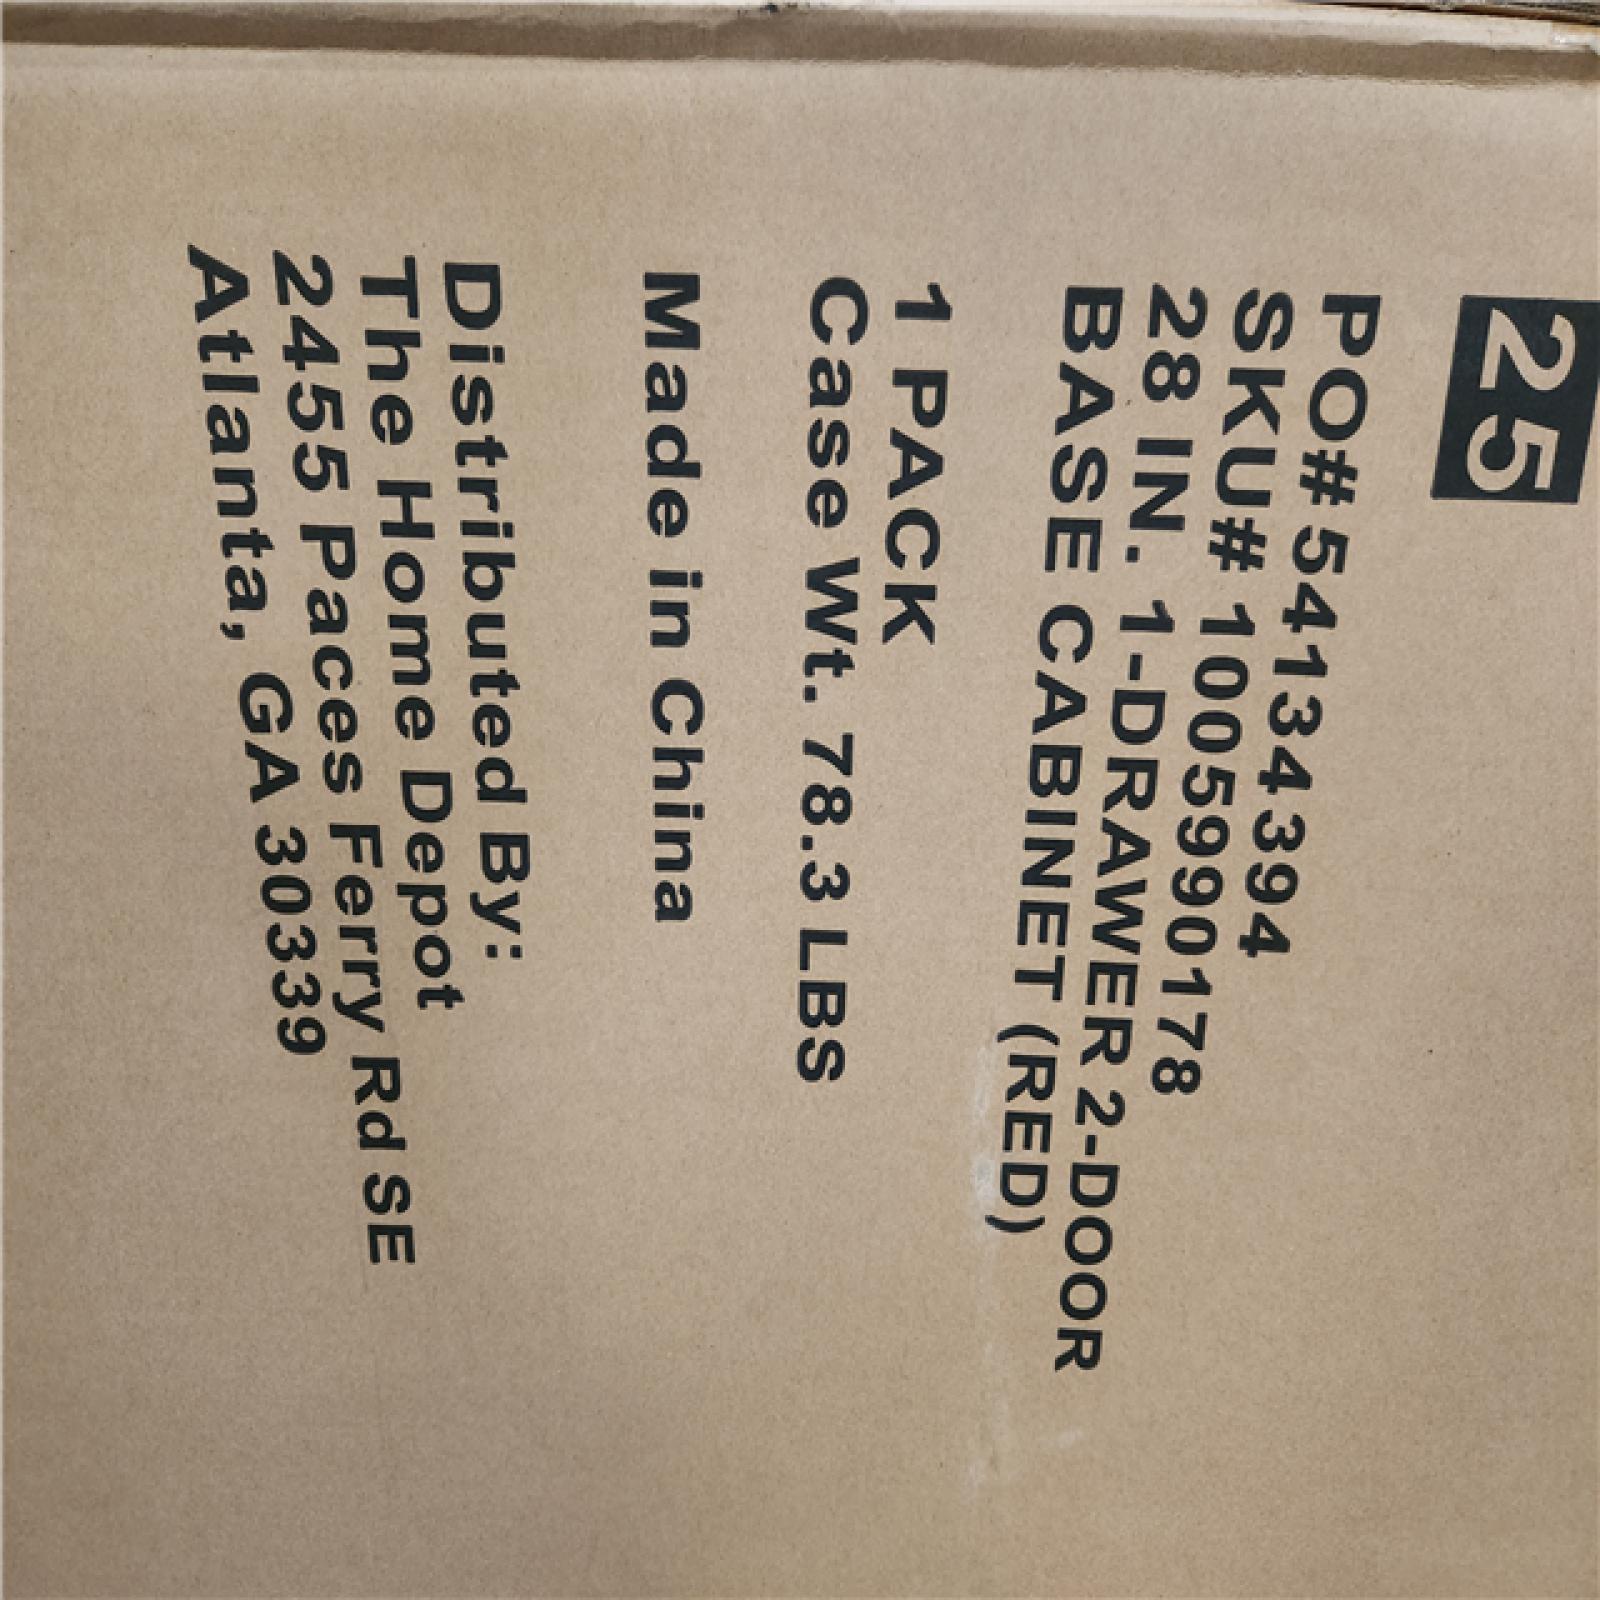 25
PO# 54134394
SKU# 1005990178
28 IN. 1-DRAWER 2-DOOR
BASE CABINET (RED)
1 PACK
Case Wt. 78.3 LBS
Made in China
Distributed By:
The Home Depot
2455 Paces Ferry Rd SE
Atlanta, GA 30339